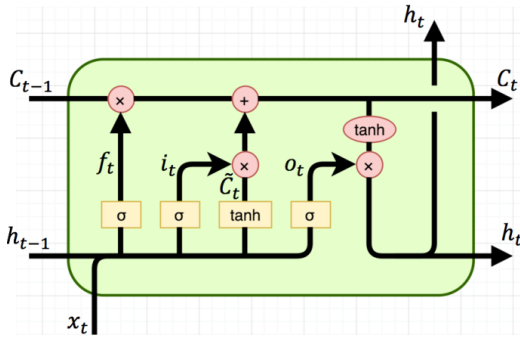 h_t
C_{t-1} × + C_t
tanh
f_t i_t × o_t ×
C̃_t
σ σ tanh σ
h_{t-1} h_t
x_t